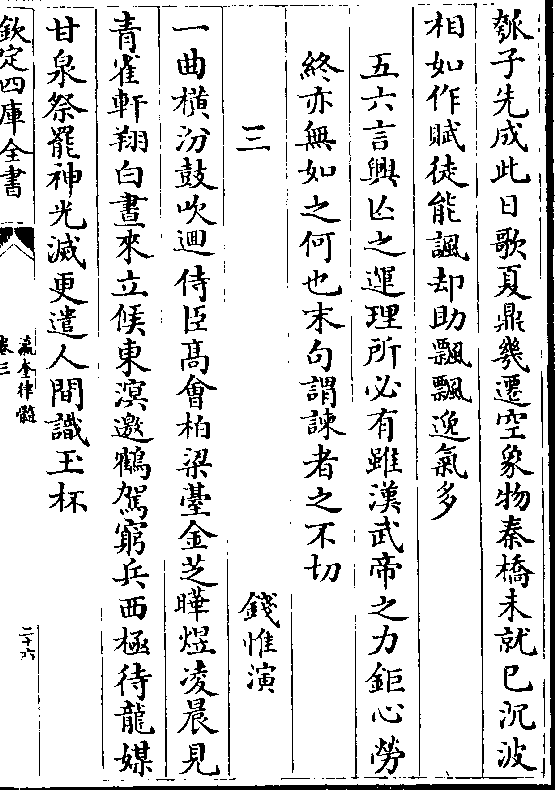 瓠子先成此日歌夏鼎幾遷空象物秦橋未就已沉波
相如作賦徒能諷却助飄飄逸氣多
五六言興亾之運理所必有雖漢武帝之力鉅心勞
終亦無如之何也末句謂諫者之不切
三
錢惟演
一曲横汾鼓吹迴侍臣髙㑹柏梁臺金芝曄煜凌晨見
青雀軒翔白晝來立候東溟邀鶴駕窮兵西極待龍媒
甘泉祭罷神光滅更遣人間識玉杯
欽定四庫全書
瀛奎律髓
卷三
二十六